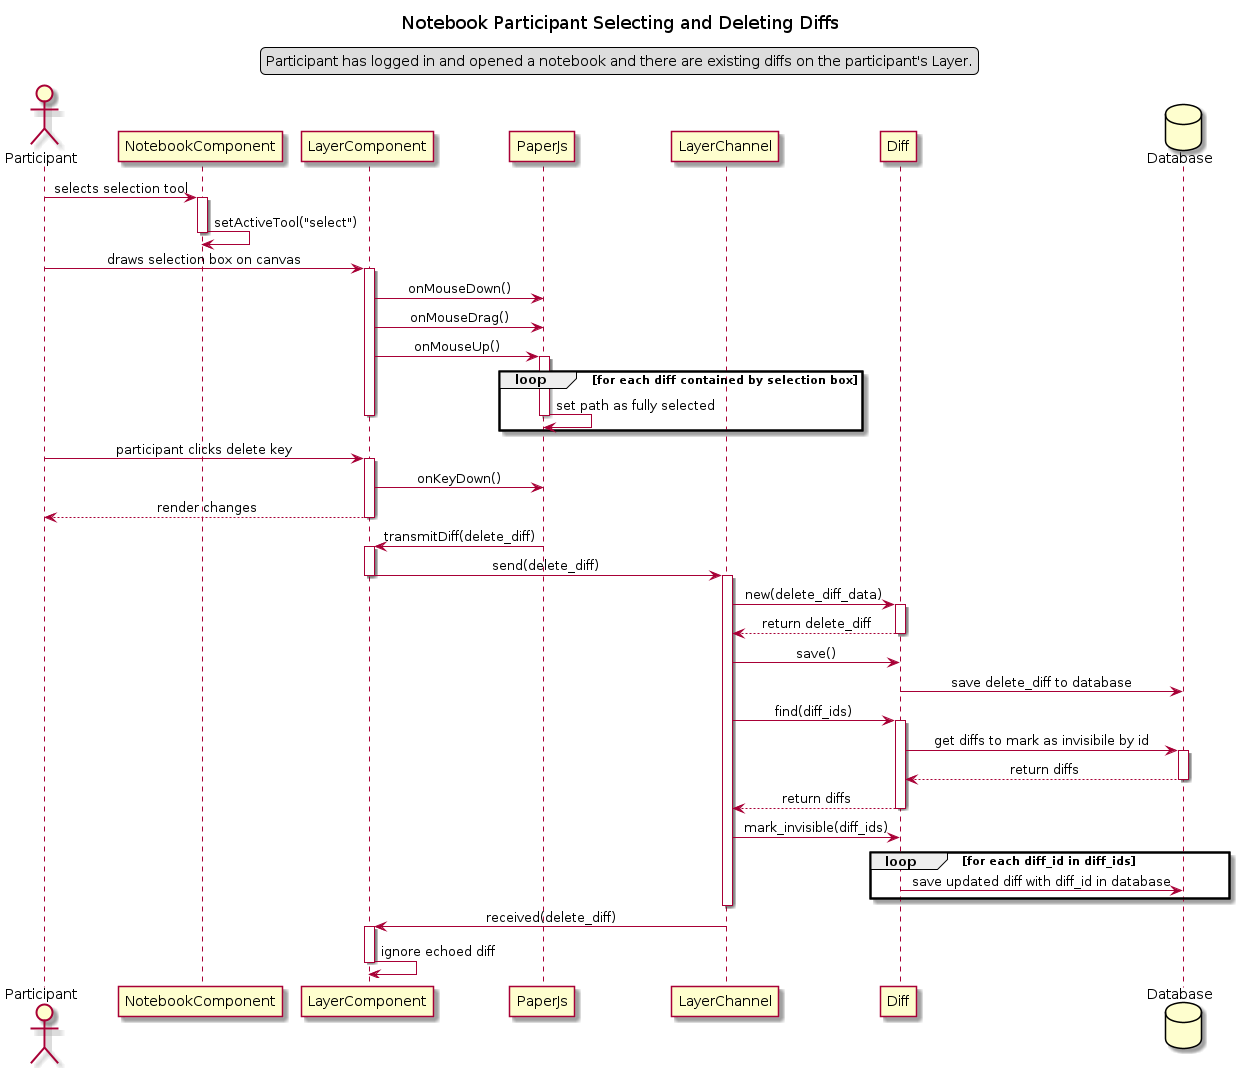 Notebook Participant Selecting and Deleting Diffs
Participant has logged in and opened a notebook and there are existing diffs on the participant's Layer.
Participant
NotebookComponent
LayerComponent
PaperJs
LayerChannel
Diff
Database
selects selection tool
setActiveTool("select")
draws selection box on canvas
onMouseDown()
onMouseDrag()
onMouseUp()
loop [for each diff contained by selection box]
set path as fully selected
participant clicks delete key
onKeyDown()
render changes
transmitDiff(delete_diff)
send(delete_diff)
new(delete_diff_data)
return delete_diff
save()
save delete_diff to database
find(diff_ids)
get diffs to mark as invisibile by id
return diffs
return diffs
mark_invisible(diff_ids)
loop [for each diff_id in diff_ids]
save updated diff with diff_id in database
received(delete_diff)
ignore echoed diff
Participant
NotebookComponent
LayerComponent
PaperJs
LayerChannel
Diff
Database